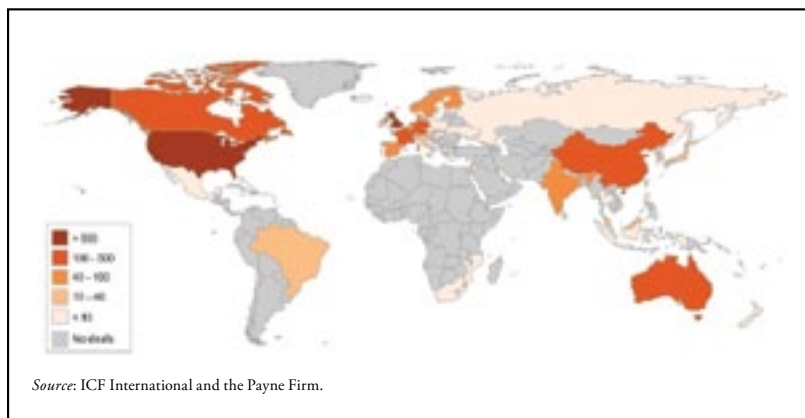 > 500
100 – 500
40 – 100
10 – 40
< 10
No deals
Source: ICF International and the Payne Firm.